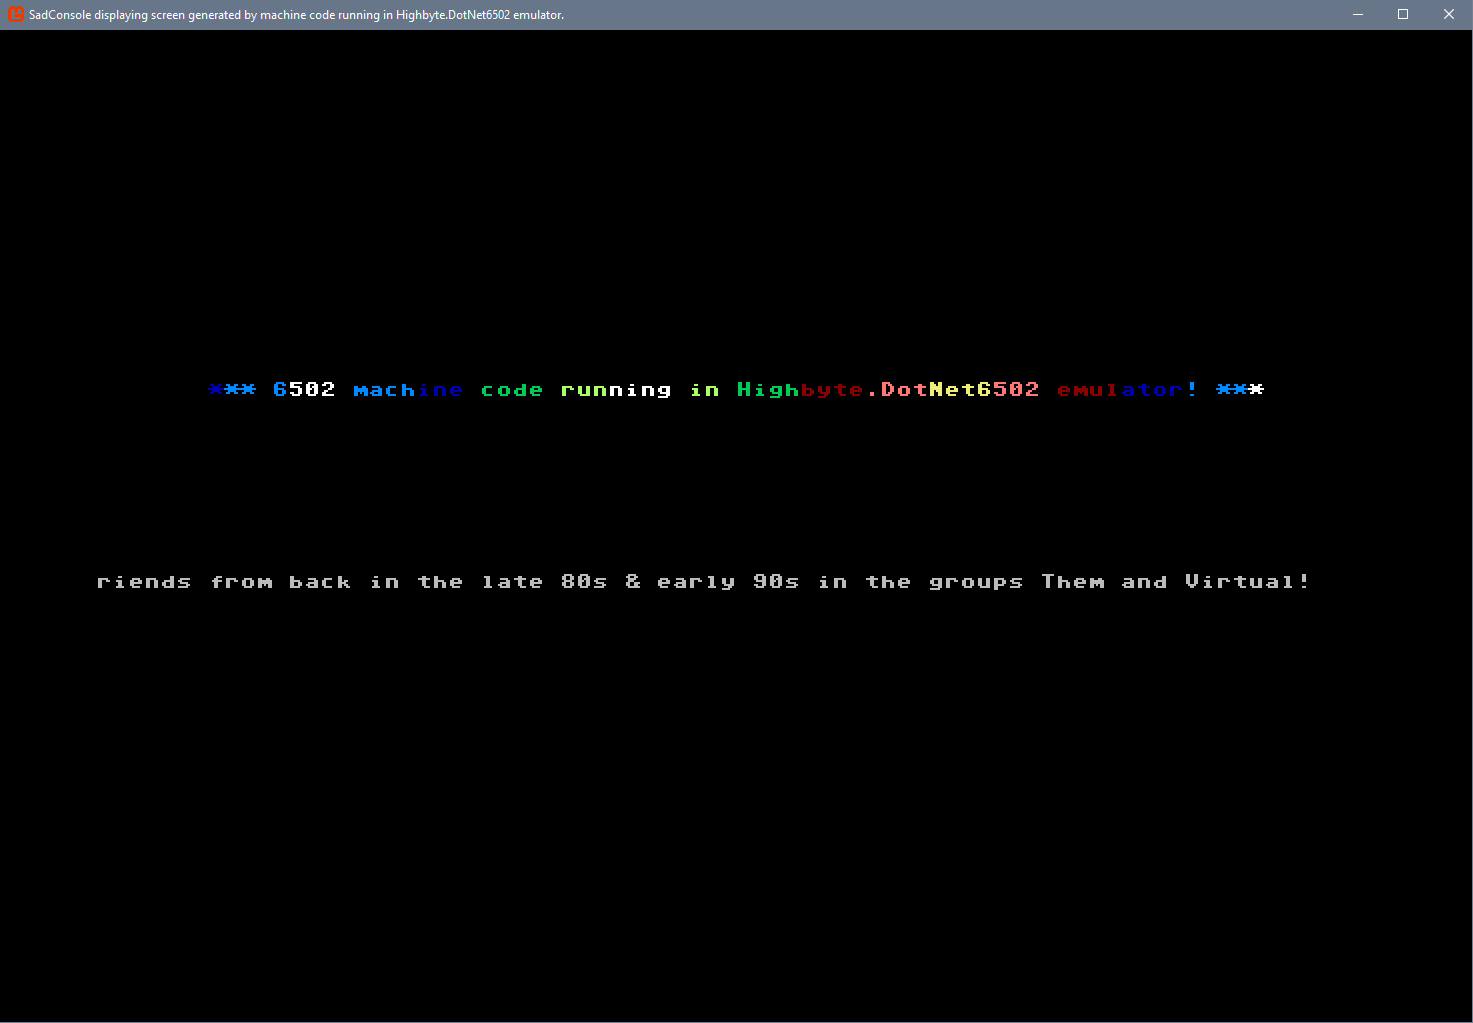 SadConsole displaying screen generated by machine code running in Highbyte.DotNet6502 emulator.
*** 6502 machine code running in Highbyte.DotNet6502 emulator! ***
riends from back in the late 80s & early 90s in the groups Them and Virtual!